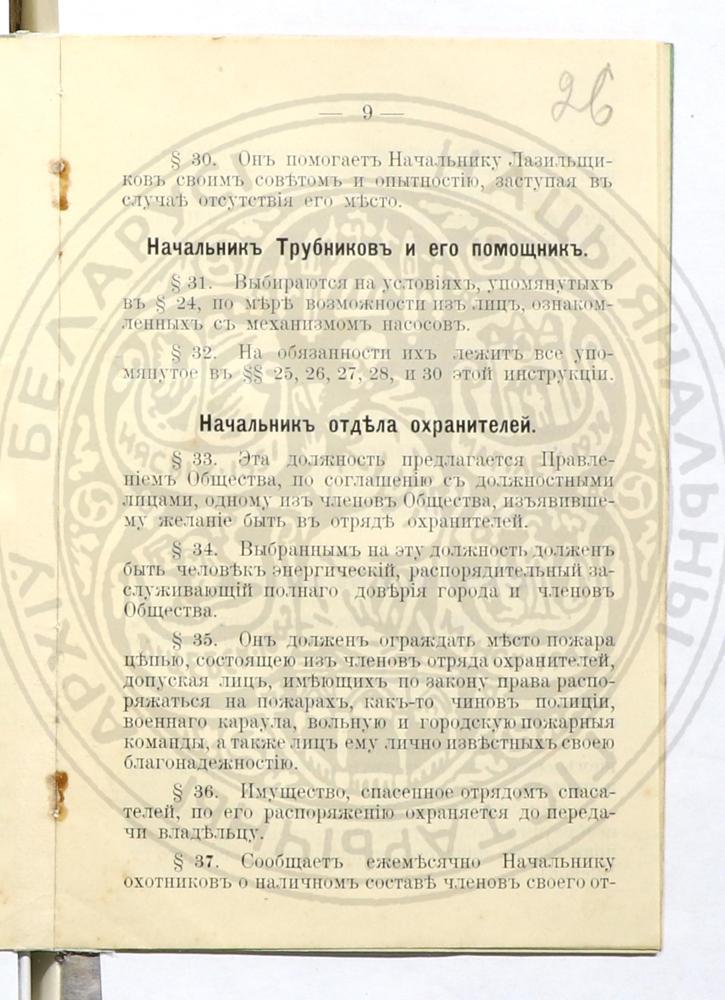 26
— 9 —
§ 30. Онъ помогаетъ Начальнику Лазильщи-
ковъ своимъ совѣтомъ и опытностію, заступая въ
случаѣ отсутствія его мѣсто.
Начальникъ Трубниковъ и его помощникъ.
§ 31. Выбираются на условіяхъ, упомянутыхъ
въ § 24, по мѣрѣ возможности изъ лицъ, ознаком-
ленныхъ съ механизмомъ насосовъ.
§ 32. На обязанности ихъ лежитъ все упо-
мянутое въ §§ 25, 26, 27, 28, и 30 этой инструкціи.
Начальникъ отдѣла охранителей.
§ 33. Эта должность предлагается Правле-
ніемъ Общества, по соглашенію съ должностными
лицами, одному изъ членовъ Общества, изъявивше-
му желаніе быть въ отрядѣ охранителей.
§ 34. Выбраннымъ на эту должность долженъ
быть человѣкъ энергическій, распорядительный за-
служивающій полнаго довѣрія города и членовъ
Общества.
§ 35. Онъ долженъ ограждать мѣсто пожара
цѣпью, состоящею изъ членовъ отряда охранителей,
допуская лицъ, имѣющихъ по закону права распо-
ряжаться на пожарахъ, какъ-то чиновъ полиціи,
военнаго караула, вольную и городскую пожарныя
команды, а также лицъ ему лично извѣстныхъ своею
благонадежностію.
§ 36. Имущество, спасенное отрядомъ спаса-
телей, по его распоряженію охраняется до переда-
чи владѣльцу.
§ 37. Сообщаетъ ежемѣсячно Начальнику
охотниковъ о наличномъ составѣ членовъ своего от-